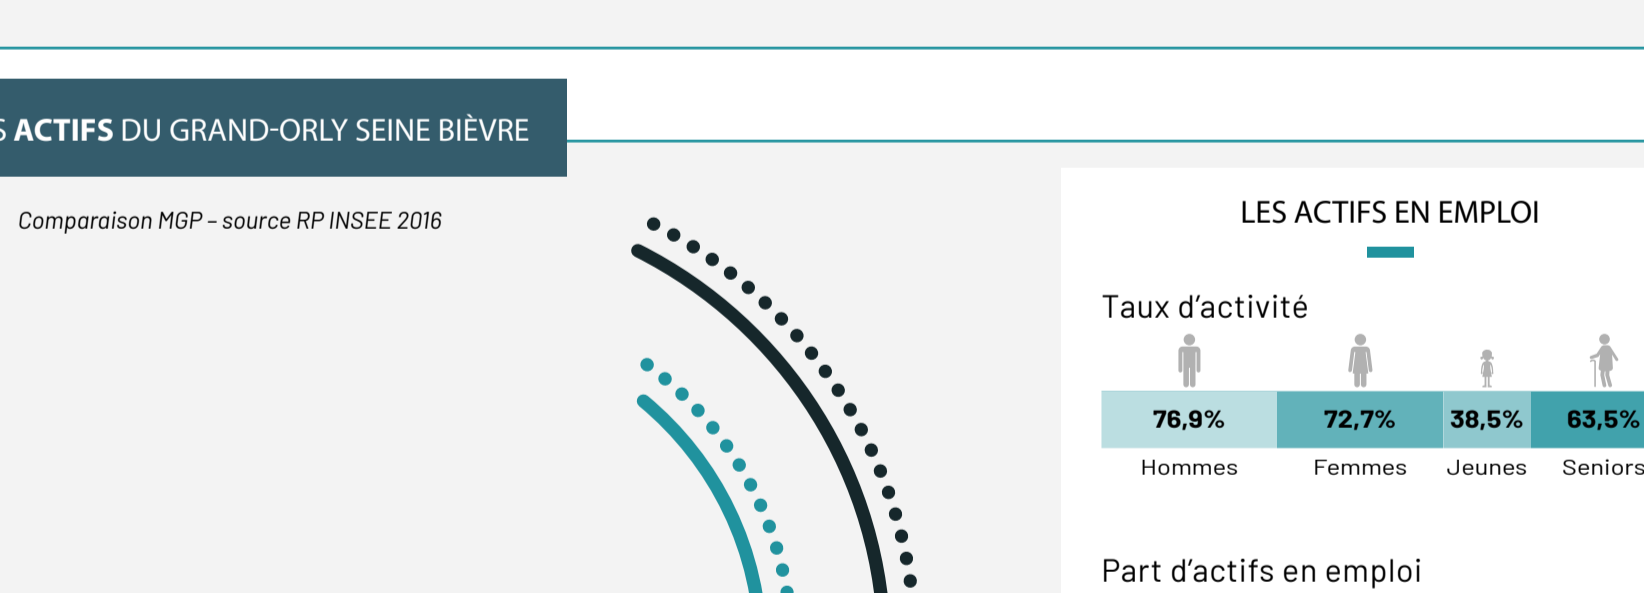 S ACTIFS DU GRAND-ORLY SEINE BIÈVRE
Comparaison MGP – source RP INSEE 2016
LES ACTIFS EN EMPLOI
Taux d’activité
76,9% 72,7% 38,5% 63,5%
Hommes Femmes Jeunes Seniors
Part d’actifs en emploi